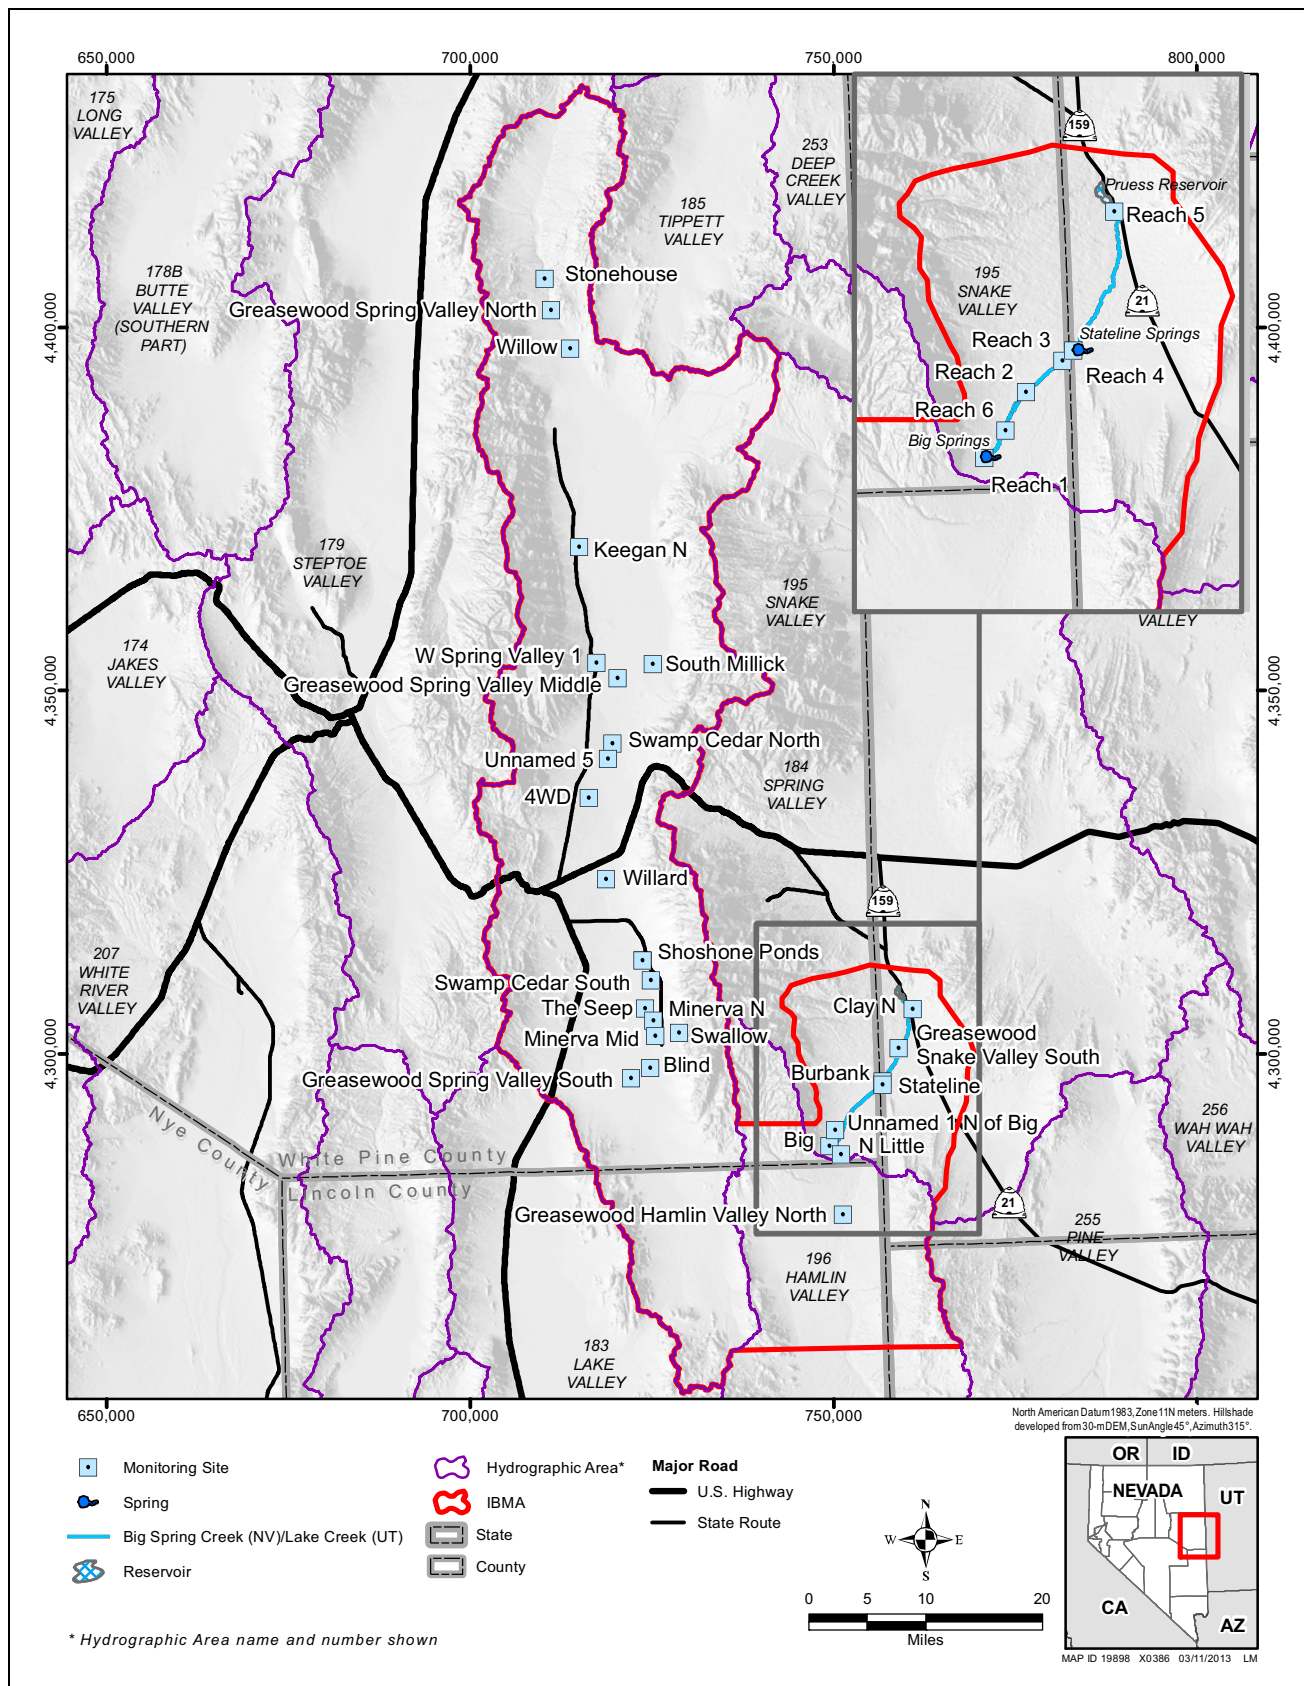 650,000
700,000
750,000
800,000
175
LONG
VALLEY
253
DEEP
CREEK
VALLEY
159
Pruess Reservoir
Reach 5
185
TIPPETT
VALLEY
178B
BUTTE
VALLEY
(SOUTHERN
PART)
Stonehouse
Greasewood Spring Valley North
Willow
195
SNAKE
VALLEY
21
Stateline Springs
Reach 3
Reach 4
Reach 2
Reach 6
Big Springs
Reach 1
4,400,000
4,400,000
179
STEPTOE
VALLEY
Keegan N
195
SNAKE
VALLEY
VALLEY
174
JAKES
VALLEY
W Spring Valley 1
South Millick
Greasewood Spring Valley Middle
4,350,000
4,350,000
Swamp Cedar North
Unnamed 5
4WD
184
SPRING
VALLEY
Willard
159
207
WHITE
RIVER
VALLEY
Shoshone Ponds
Swamp Cedar South
The Seep
Minerva N
Minerva Mid
Swallow
Blind
Greasewood Spring Valley South
Clay N
Greasewood
Snake Valley South
Burbank
Stateline
Unnamed 1 N of Big
Big
N Little
4,300,000
4,300,000
256
WAH WAH
VALLEY
Nye County
White Pine County
Lincoln County
Greasewood Hamlin Valley North
21
255
PINE
VALLEY
196
HAMLIN
VALLEY
183
LAKE
VALLEY
650,000
700,000
750,000
North American Datum 1983, Zone 11N meters. Hillshade
developed from 30-m DEM, Sun Angle 45°, Azimuth 315°.
Monitoring Site
Spring
Big Spring Creek (NV)/Lake Creek (UT)
Reservoir
Hydrographic Area*
IBMA
State
County
Major Road
U.S. Highway
State Route
N
W
E
S
0
5
10
20
Miles
OR
ID
NEVADA
UT
CA
AZ
* Hydrographic Area name and number shown
MAP ID 19898 X0386 03/11/2013 LM